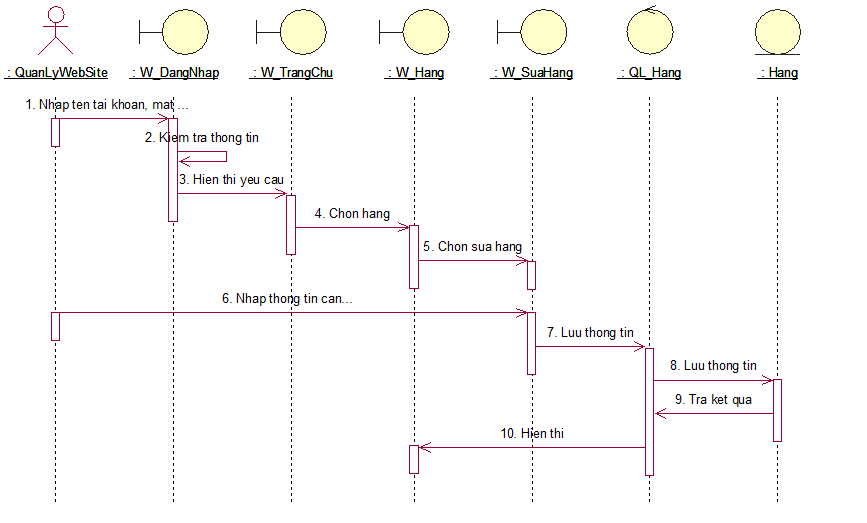 : QuanLyWebSite
: W_DangNhap
: W_TrangChu
: W_Hang
: W_SuaHang
: QL_Hang
: Hang
1. Nhap ten tai khoan, mat ...
2. Kiem tra thong tin
3. Hien thi yeu cau
4. Chon hang
5. Chon sua hang
6. Nhap thong tin can...
7. Luu thong tin
8. Luu thong tin
9. Tra ket qua
10. Hien thi